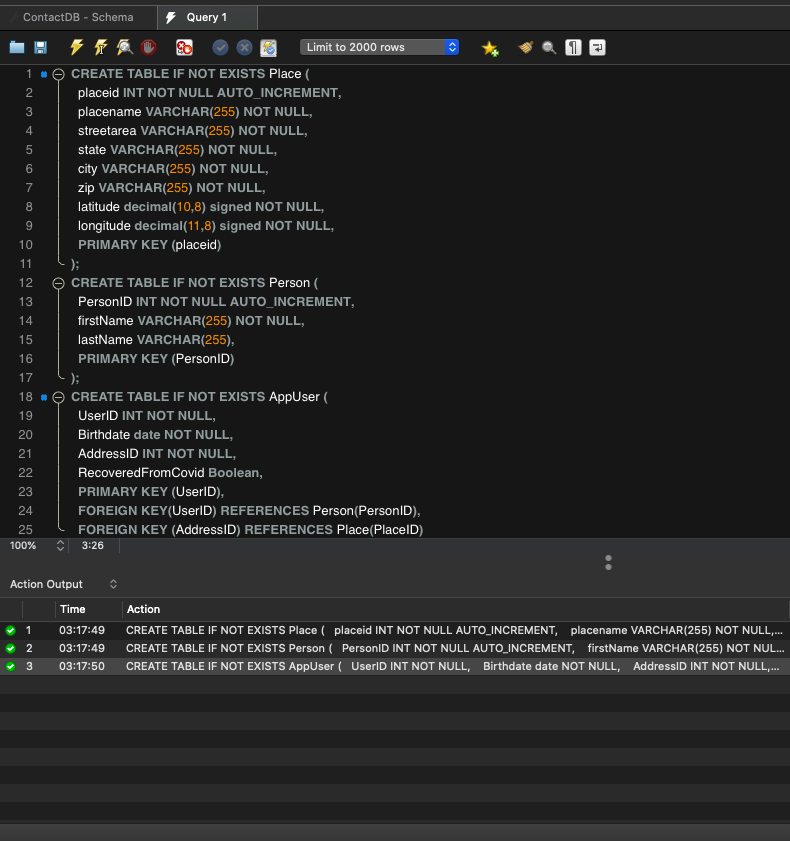 ContactDB - Schema
Query 1
Limit to 2000 rows
1 CREATE TABLE IF NOT EXISTS Place (
2 placeid INT NOT NULL AUTO_INCREMENT,
3 placename VARCHAR(255) NOT NULL,
4 streetarea VARCHAR(255) NOT NULL,
5 state VARCHAR(255) NOT NULL,
6 city VARCHAR(255) NOT NULL,
7 zip VARCHAR(255) NOT NULL,
8 latitude decimal(10,8) signed NOT NULL,
9 longitude decimal(11,8) signed NOT NULL,
10 PRIMARY KEY (placeid)
11 );
12 CREATE TABLE IF NOT EXISTS Person (
13 PersonID INT NOT NULL AUTO_INCREMENT,
14 firstName VARCHAR(255) NOT NULL,
15 lastName VARCHAR(255),
16 PRIMARY KEY (PersonID)
17 );
18 CREATE TABLE IF NOT EXISTS AppUser (
19 UserID INT NOT NULL,
20 Birthdate date NOT NULL,
21 AddressID INT NOT NULL,
22 RecoveredFromCovid Boolean,
23 PRIMARY KEY (UserID),
24 FOREIGN KEY(UserID) REFERENCES Person(PersonID),
25 FOREIGN KEY (AddressID) REFERENCES Place(PlaceID)
100% 3:26
Action Output
Time Action
1 03:17:49 CREATE TABLE IF NOT EXISTS Place ( placeid INT NOT NULL AUTO_INCREMENT, placename VARCHAR(255) NOT NULL,...
2 03:17:49 CREATE TABLE IF NOT EXISTS Person ( PersonID INT NOT NULL AUTO_INCREMENT, firstName VARCHAR(255) NOT NUL...
3 03:17:50 CREATE TABLE IF NOT EXISTS AppUser ( UserID INT NOT NULL, Birthdate date NOT NULL, AddressID INT NOT NULL,...